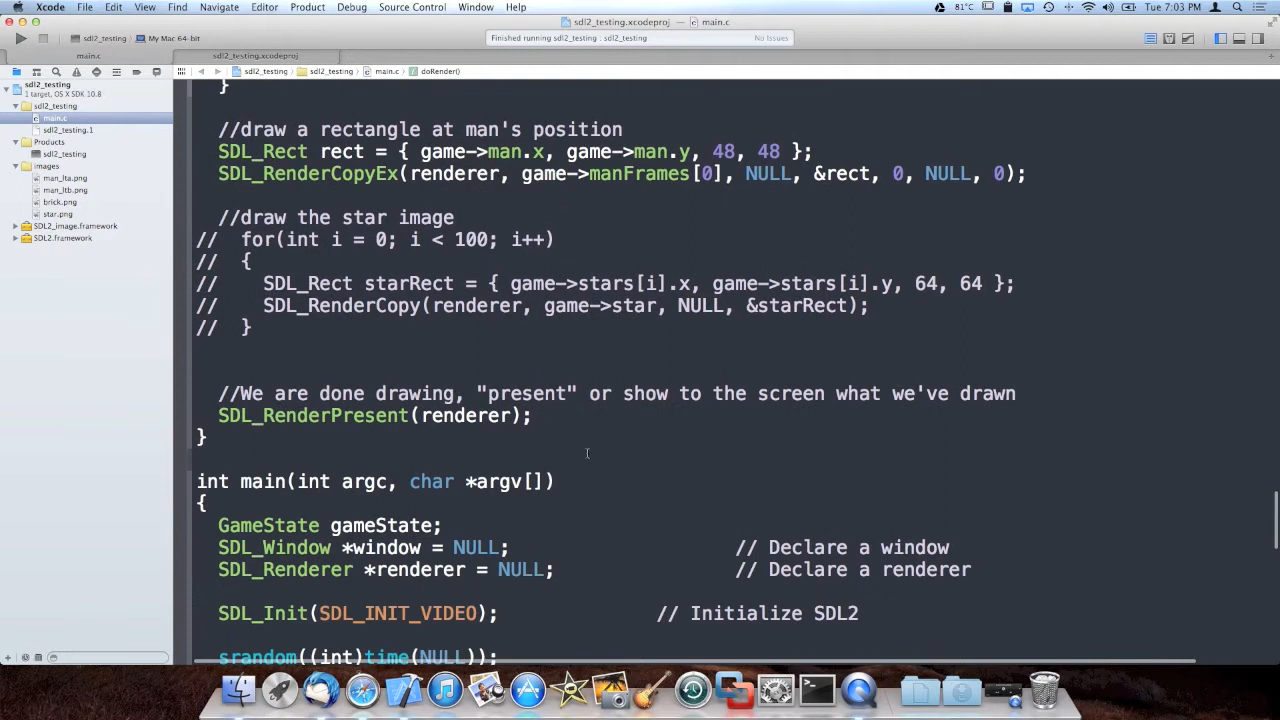 Xcode File Edit View Find Navigate Editor Product Debug Source Control Window Help 81°C Tue 7:03 PM
sdl2_testing.xcodeproj — main.c
sdl2_testing My Mac 64-bit
Finished running sdl2_testing : sdl2_testing No Issues
main.c sdl2_testing.xcodeproj
sdl2_testing sdl2_testing main.c doRender()
sdl2_testing
1 target, OS X SDK 10.8
sdl2_testing
main.c
sdl2_testing.1
Products
sdl2_testing
images
man_lta.png
man_ltb.png
brick.png
star.png
SDL2_image.framework
SDL2.framework
}
//draw a rectangle at man's position
SDL_Rect rect = { game->man.x, game->man.y, 48, 48 };
SDL_RenderCopyEx(renderer, game->manFrames[0], NULL, &rect, 0, NULL, 0);
//draw the star image
// for(int i = 0; i < 100; i++)
// {
// SDL_Rect starRect = { game->stars[i].x, game->stars[i].y, 64, 64 };
// SDL_RenderCopy(renderer, game->star, NULL, &starRect);
// }
//We are done drawing, "present" or show to the screen what we've drawn
SDL_RenderPresent(renderer);
}
int main(int argc, char *argv[])
{
GameState gameState;
SDL_Window *window = NULL; // Declare a window
SDL_Renderer *renderer = NULL; // Declare a renderer
SDL_Init(SDL_INIT_VIDEO); // Initialize SDL2
srandom((int)time(NULL));